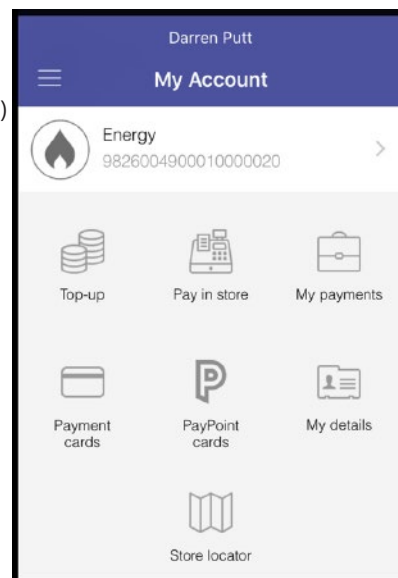 )
Darren Putt
My Account
Energy
9826004900010000020
Top-up
Pay in store
My payments
Payment
cards
PayPoint
cards
My details
Store locator